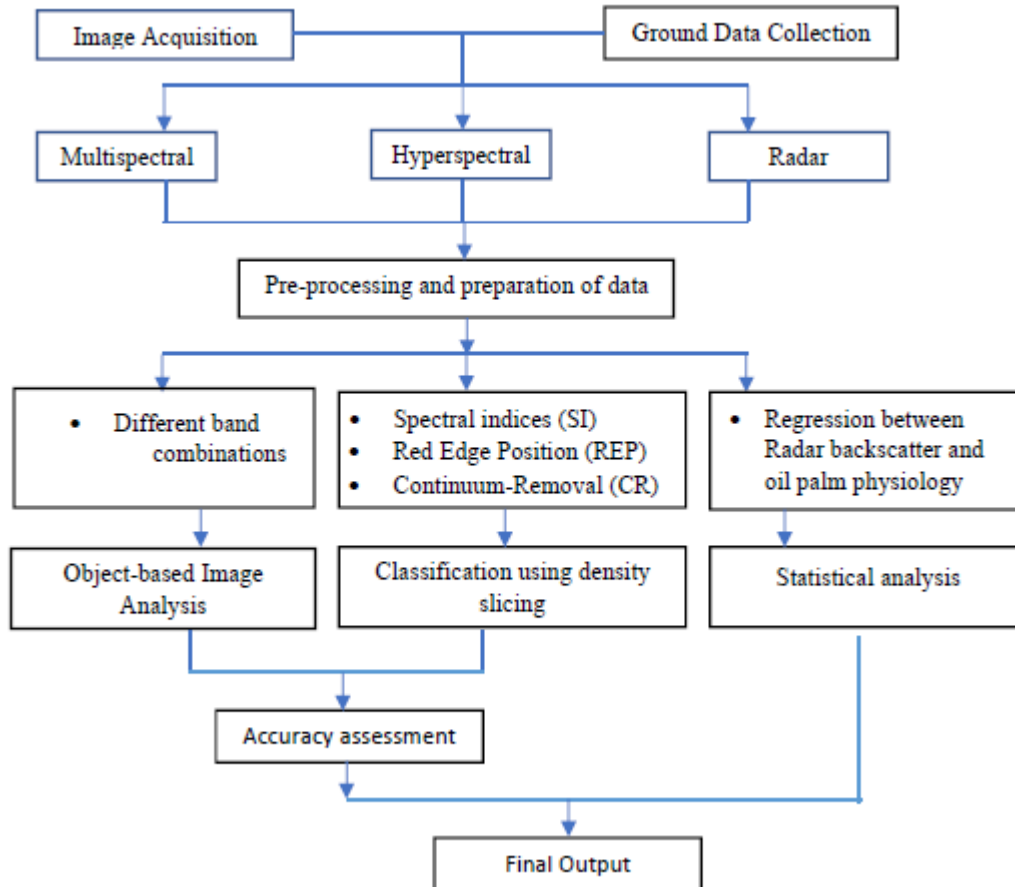 Image Acquisition
Ground Data Collection
Multispectral
Hyperspectral
Radar
Pre-processing and preparation of data
• Different band
combinations
• Spectral indices (SI)
• Red Edge Position (REP)
• Continuum-Removal (CR)
• Regression between
Radar backscatter and
oil palm physiology
Object-based Image
Analysis
Classification using density
slicing
Statistical analysis
Accuracy assessment
Final Output